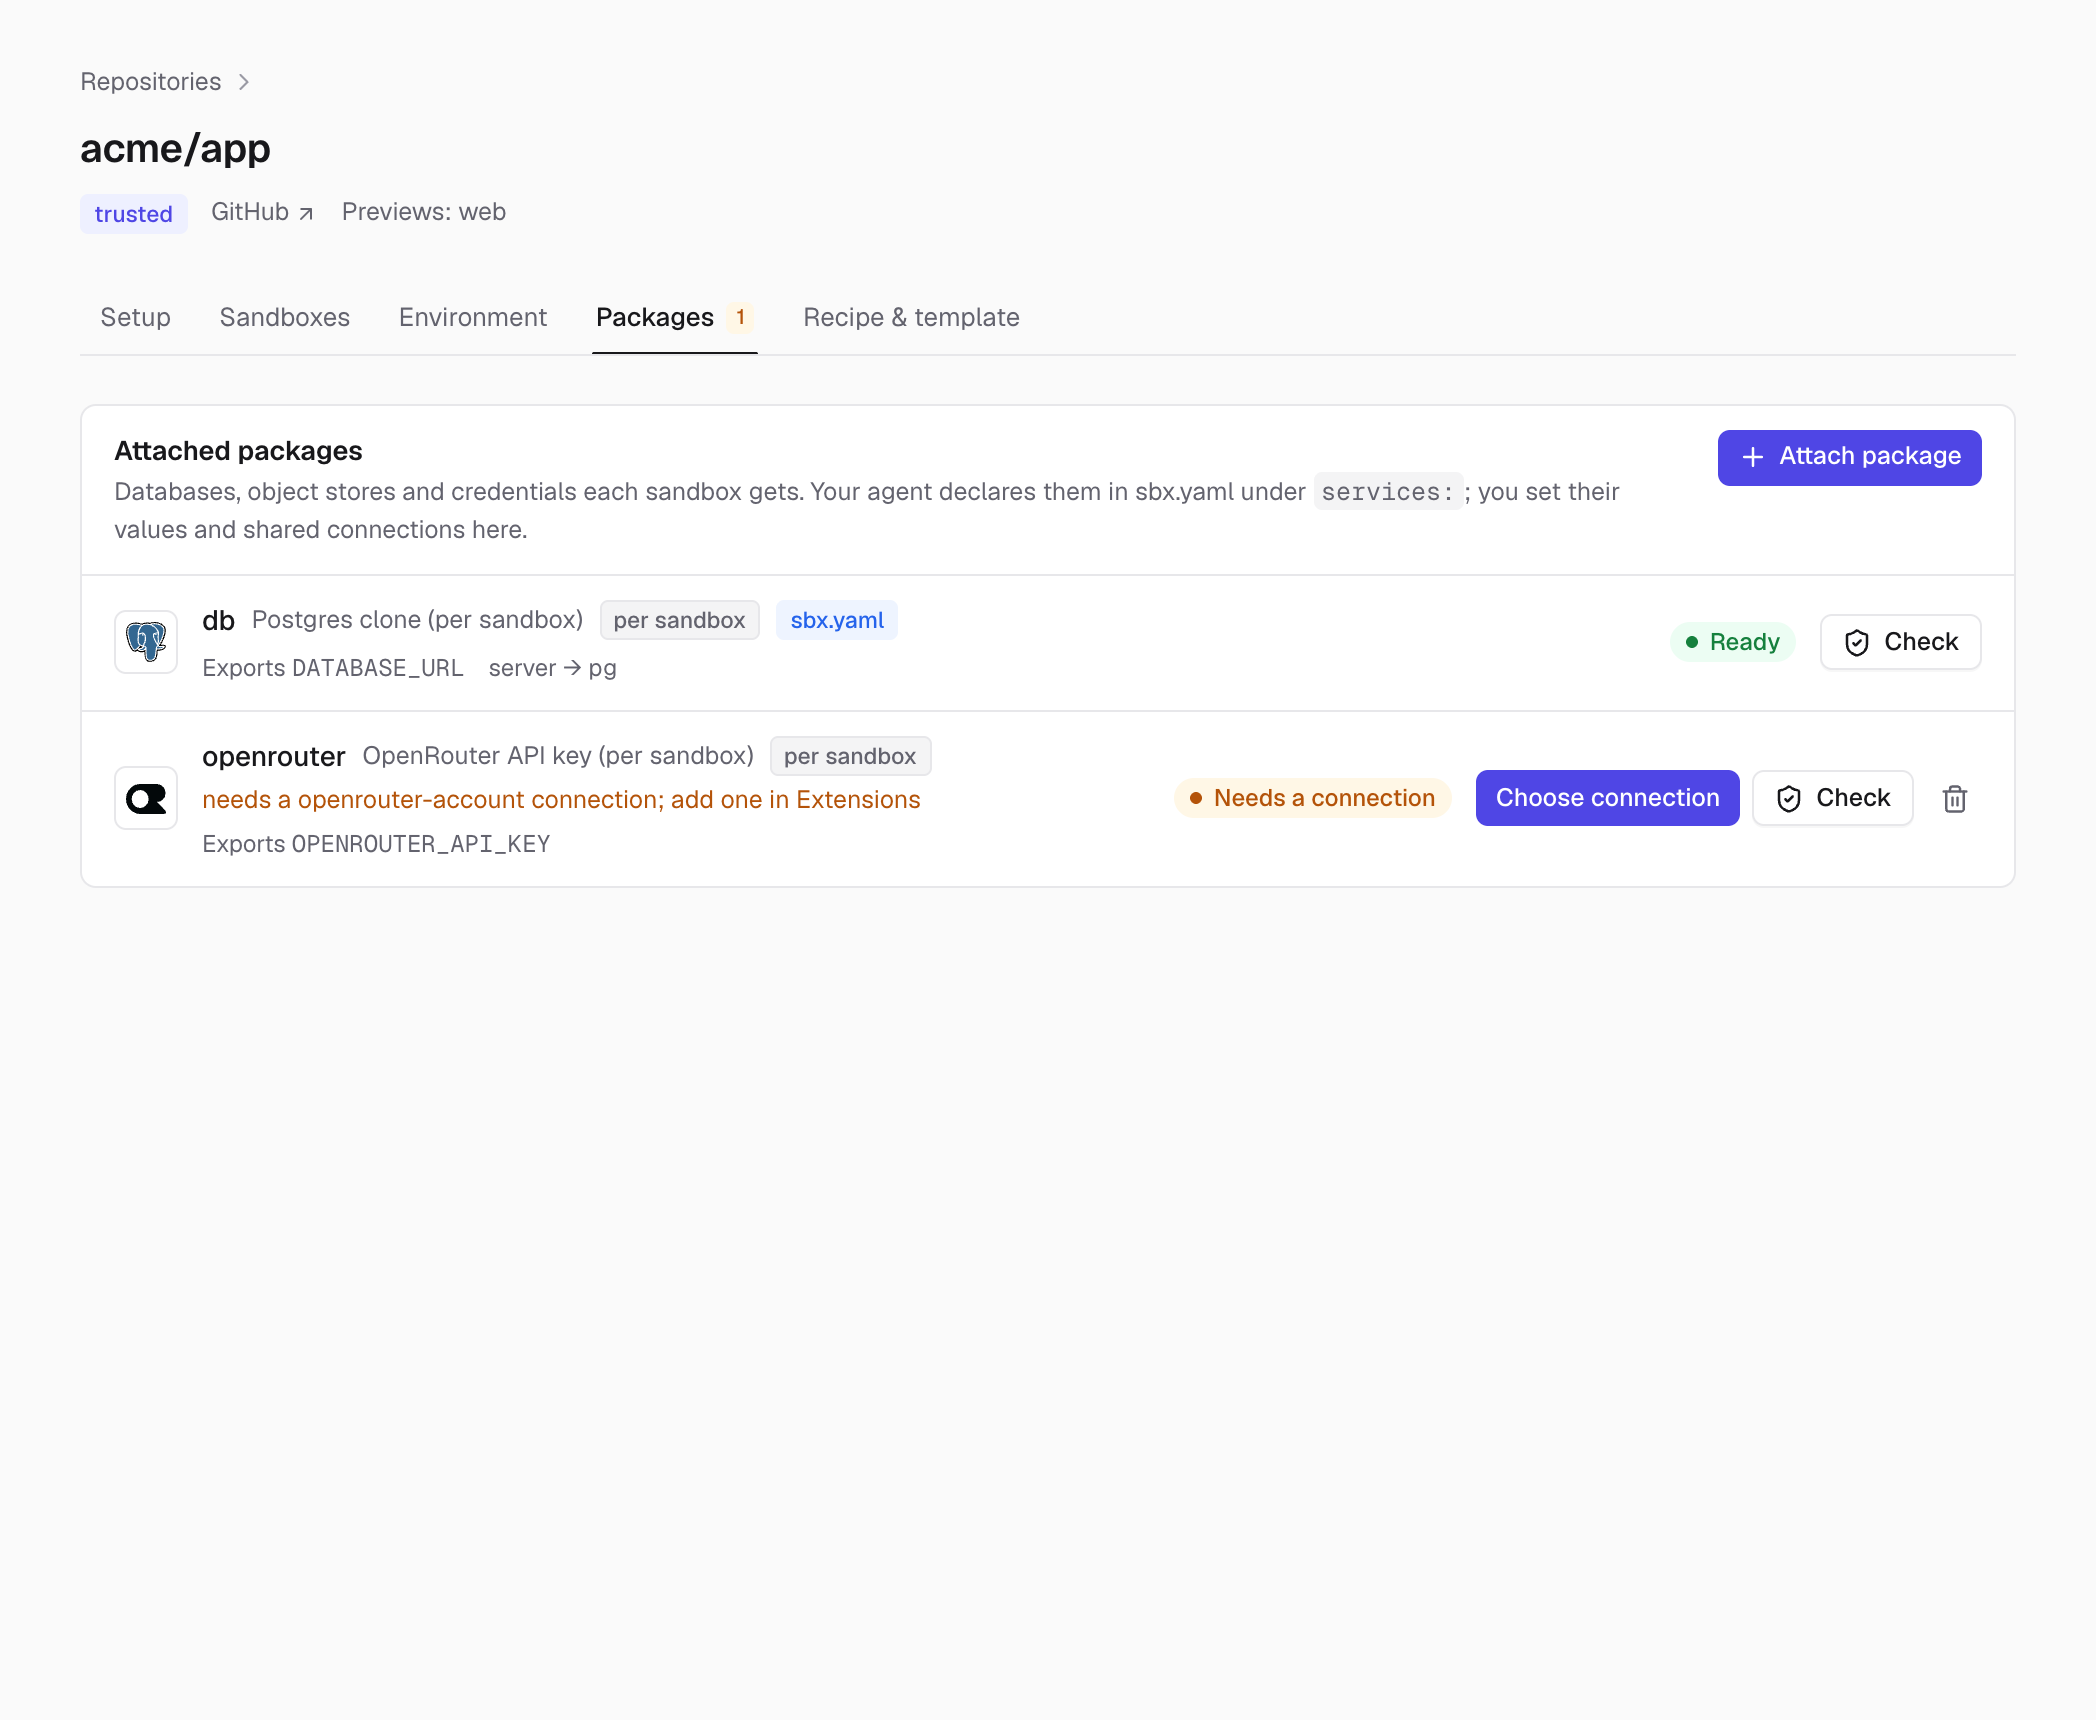 Repositories
acme/app
trusted GitHub Previews: web
Setup Sandboxes Environment Packages 1 Recipe & template
Attached packages
Attach package
Databases, object stores and credentials each sandbox gets. Your agent declares them in sbx.yaml under services: ; you set their
values and shared connections here.
db Postgres clone (per sandbox) per sandbox sbx.yaml
Exports DATABASE_URL server → pg
Ready Check
openrouter OpenRouter API key (per sandbox) per sandbox
needs a openrouter-account connection; add one in Extensions
Exports OPENROUTER_API_KEY
Needs a connection Choose connection Check